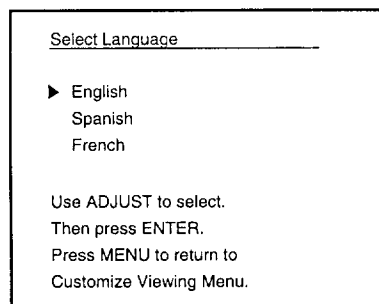 Select Language
▶ English
Spanish
French
Use ADJUST to select.
Then press ENTER.
Press MENU to return to
Customize Viewing Menu.